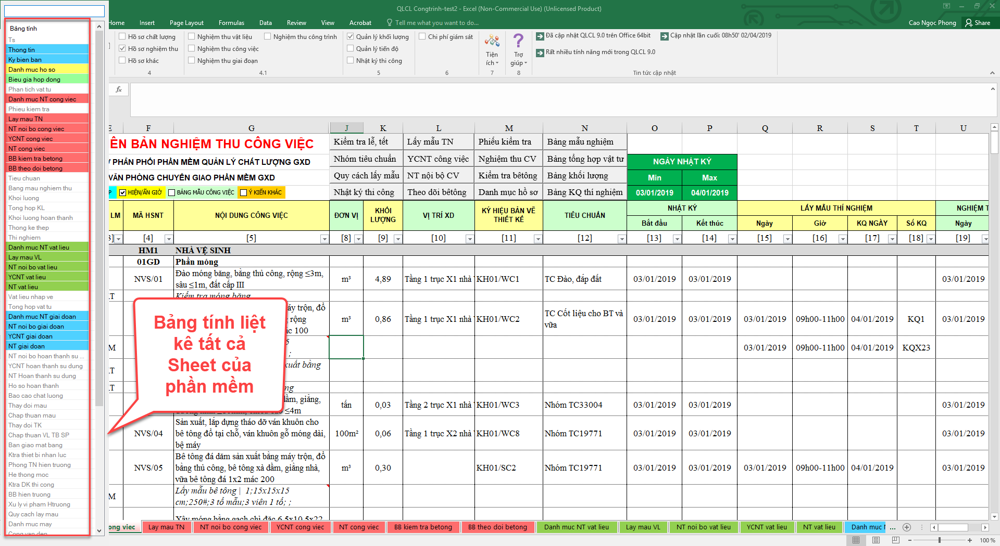 QLCL Congtrinh-test2 - Excel (Non-Commercial Use) (Unlicensed Product)
Home Insert Page Layout Formulas Data Review View Acrobat Tell me what you want to do...
Cao Ngọc Phong Share
Hồ sơ chất lượng
Hồ sơ nghiệm thu
Hồ sơ khác
4
Nghiệm thu vật liệu
Nghiệm thu công việc
Nghiệm thu giai đoạn
Nghiệm thu công trình
4.1
Quản lý khối lượng
Quản lý tiến độ
Nhật ký thi công
5
Chi phí giám sát
6
Tiện
ích
7
Trợ
giúp
8
Đã cập nhật QLCL 9.0 trên Office 64bit
Cập nhật lần cuối: 08h50' 02/04/2019
Rất nhiều tính năng mới trong QLCL 9.0
Tin tức cập nhật
Bảng tính
Ts
Thong tin
Ky bien ban
Danh muc ho so
Bieu gia hop dong
Phan tich vat tu
Danh muc NT cong viec
Phieu kiem tra
Lay mau TN
NT noi bo cong viec
YCNT cong viec
NT cong viec
BB kiem tra betong
BB theo doi betong
Tieu chuan
Bang mau nghiem thu
Khoi luong
Tong hop KL
Khoi luong hoan thanh
Thong ke thep
Thi nghiem
Danh muc NT vat lieu
Lay mau VL
NT noi bo vat lieu
YCNT vat lieu
NT vat lieu
Vat lieu nhap ve
Tong hop vat tu
Danh muc NT giai doan
NT noi bo giai doan
YCNT giai doan
NT giai doan
NT noi bo hoan thanh su ...
YCNT hoan thanh su dung
NT Hoan thanh su dung
Ho so hoan thanh
Bao cao chat luong
Thay doi mau
Chap thuan mau
Thay doi TK
Chap thuan VL TB SP
Ban giao mat bang
Ktra thiet bi nhan luc
Phong TN hien truong
He thong moc
Ktra DK thi cong
BB hien truong
Xu ly vi pham Htruong
Quy cach lay mau
Danh muc may
Cong van den
fx
E F G J K L M N O P Q R S T U
ÊN BẢN NGHIỆM THU CÔNG VIỆC
PHÂN PHỐI PHẦN MỀM QUẢN LÝ CHẤT LƯỢNG GXD
VĂN PHÒNG CHUYỂN GIAO PHẦN MỀM GXD
P HIỆN/ẨN GIỜ BẢNG MẪU CÔNG VIỆC Ý KIẾN KHÁC
Kiểm tra lễ, tết Lấy mẫu TN Phiếu kiểm tra Bảng mẫu nghiệm
Nhóm tiêu chuẩn YCNT công việc Nghiệm thu CV Bảng tổng hợp vật tư
Quy cách lấy mẫu NT nội bộ CV Kiểm tra bêtông Bảng khối lượng
Nhật ký thi công Theo dõi bêtông Danh mục hồ sơ Bảng KQ thí nghiệm
NGÀY NHẬT KÝ
Min Max
03/01/2019 04/01/2019
LM MÃ HSNT NỘI DUNG CÔNG VIỆC ĐƠN VỊ KHỐI LƯỢNG VỊ TRÍ XD KÝ HIỆU BẢN VẼ THIẾT KẾ TIÊU CHUẨN NHẬT KÝ LẤY MẪU THÍ NGHIỆM NGHIỆM T
Bắt đầu Kết thúc Ngày Giờ KQ NGÀY Số KQ Ngày
3] [4] [5] [8] [9] [10] [11] [12] [13] [14] [15] [16] [17] [18] [19]
HM1 NHÀ VỆ SINH
01GD Phần móng
NVS/01 Đào móng băng, bằng thủ công, rộng ≤3m, m³ 4,89 Tầng 1 trục X1 nhà KH01/WC1 TC Đào, đắp đất 03/01/2019 03/01/2019 03/01/2019
sâu ≤1m, đất cấp III
KT Kiểm tra móng băng
áy trộn, đổ
rộng m³ 0,86 Tầng 1 trục X1 nhà KH01/WC2 TC Cốt liệu cho BT và vữa 03/01/2019 03/01/2019 03/01/2019 09h00-11h00 04/01/2019 KQ1 03/01/2019
ác 100
M 5 03/01/2019 09h00-11h00 04/01/2019 KQX23
;
T xuất bằng
T ng
dầm, giằng, tấn 0,03 Tầng 2 trục X1 nhà KH01/WC3 Nhóm TC33004 03/01/2019 03/01/2019 03/01/2019
≤4m
Sản xuất, lắp dựng tháo dỡ ván khuôn cho
NVS/04 bê tông đổ tại chỗ, ván khuôn gỗ móng dài, 100m² 0,06 Tầng 1 trục X2 nhà KH01/WC8 Nhóm TC19771 03/01/2019 03/01/2019 03/01/2019
bệ máy
Bê tông đá dăm sản xuất bằng máy trộn, đổ
NVS/05 bằng thủ công, bê tông xà dầm, giằng nhà, m³ 0,30 KH01/SC2 Nhóm TC19771 03/01/2019 03/01/2019 03/01/2019 09h00-11h00 04/01/2019 03/01/2019
vữa bê tông đá 1x2 mác 200
M Lấy mẫu bê tông | 1;15x15x15
cm;250#;3 tổ mẫu;3 viên 1 tổ; ;
Xây móng bằng gạch chỉ đặc 6,5x10,5x22
Bảng tính liệt
kê tất cả
Sheet của
phần mềm
ong viec Lay mau TN NT noi bo cong viec YCNT cong viec NT cong viec BB kiem tra betong BB theo doi betong Danh muc NT vat lieu Lay mau VL NT noi bo vat lieu YCNT vat lieu NT vat lieu Danh muc ...
100 %